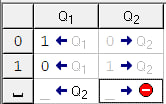 Q1 Q2
0 1 ← Q1 0 → Q2
1 0 ← Q1 1 → Q2
⎵ _ ← Q2 _ →